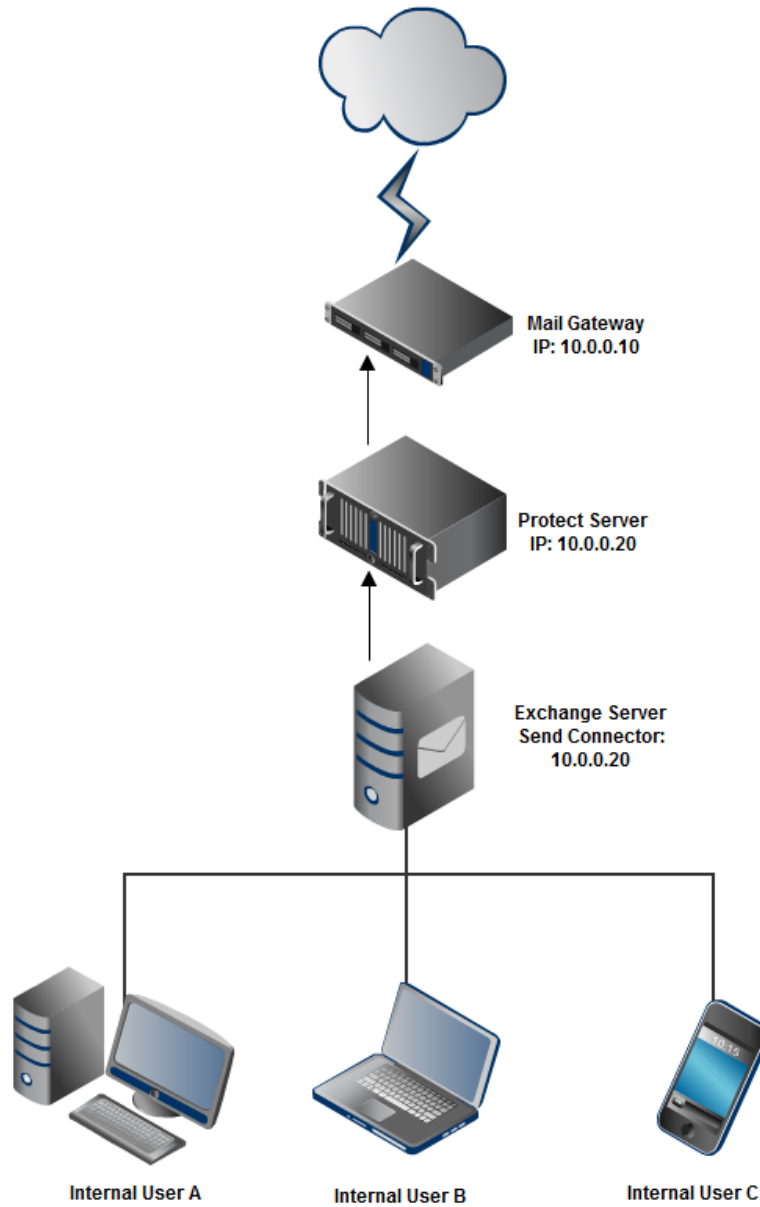 Mail Gateway
IP: 10.0.0.10
Protect Server
IP: 10.0.0.20
Exchange Server
Send Connector:
10.0.0.20
10:15
Internal User A
Internal User B
Internal User C